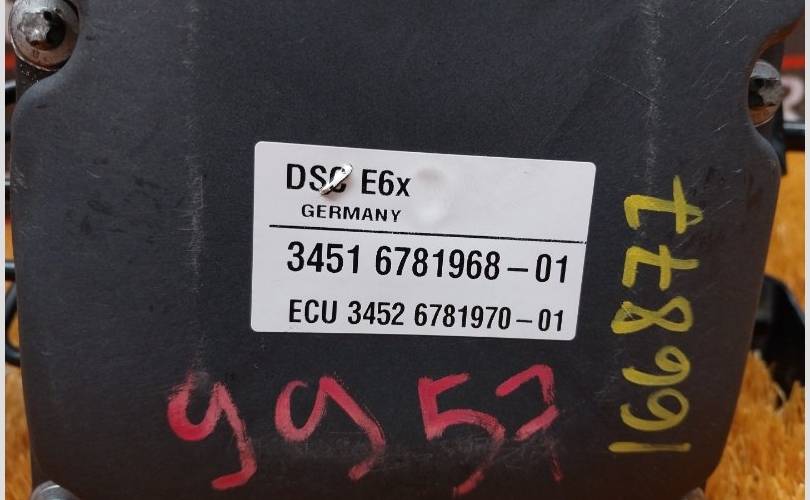 DSC E6x
GERMANY
3451 6781968-01
ECU 3452 6781970-01
9957
166877